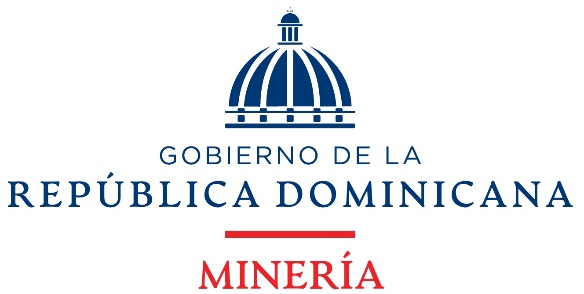 GOBIERNO DE LA
REPÚBLICA DOMINICANA
MINERÍA